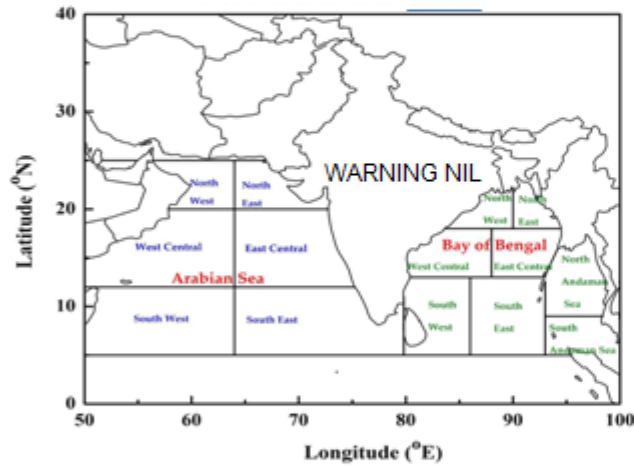 40
30
20
10
0
Latitude (°N)
WARNING NIL
North
West
North
East
North
West
North
East
West Central
East Central
Arabian Sea
Bay of Bengal
West Central
East Central
North
Andaman
Sea
South West
South East
South
West
South
East
South
Andaman Sea
50 60 70 80 90 100
Longitude (°E)